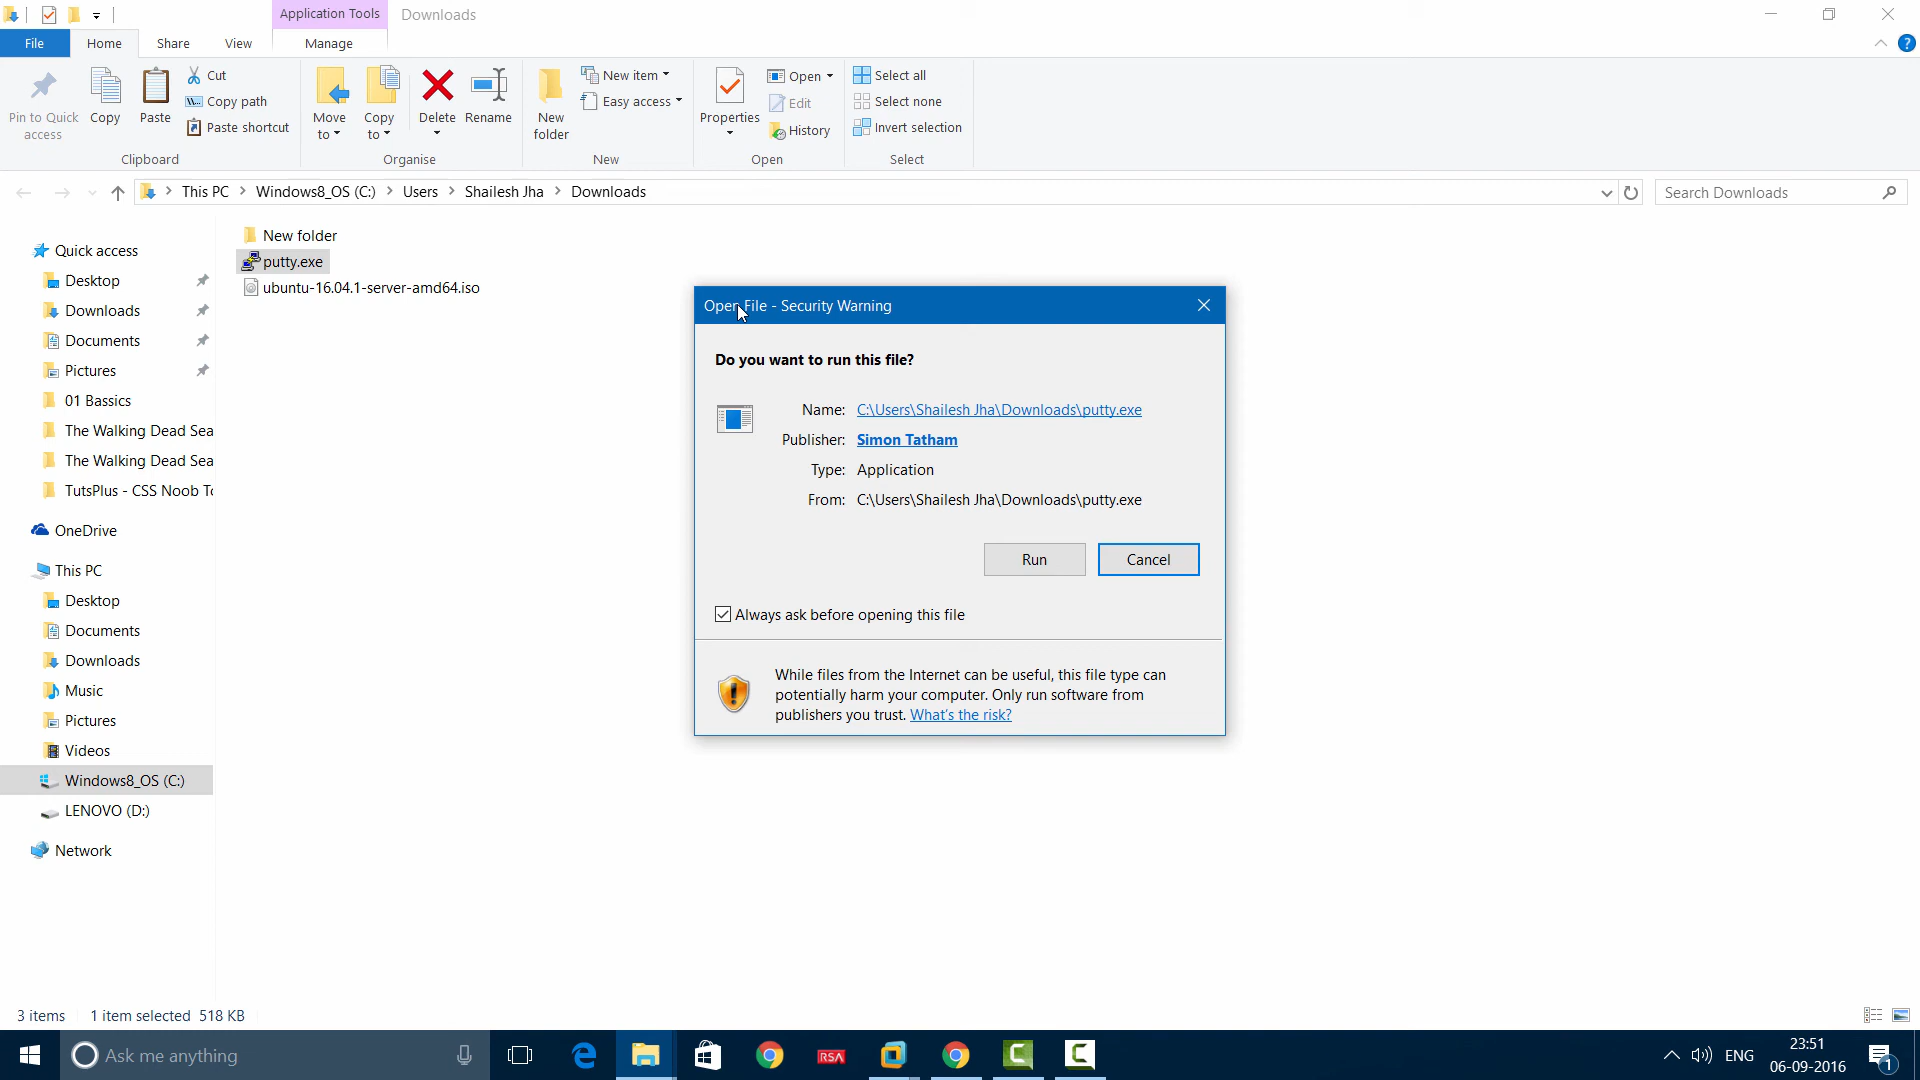 Application Tools
Downloads
File
Home
Share
View
Manage
Pin to Quick
access
Copy
Paste
Cut
Copy path
Paste shortcut
Clipboard
Move
to
Copy
to
Delete
Rename
Organise
New
folder
New item
Easy access
New
Properties
Open
Edit
History
Open
Select all
Select none
Invert selection
Select
This PC
Windows8_OS (C:)
Users
Shailesh Jha
Downloads
Search Downloads
Quick access
Desktop
Downloads
Documents
Pictures
01 Bassics
The Walking Dead Sea
The Walking Dead Sea
TutsPlus - CSS Noob To
OneDrive
This PC
Desktop
Documents
Downloads
Music
Pictures
Videos
Windows8_OS (C:)
LENOVO (D:)
Network
New folder
putty.exe
ubuntu-16.04.1-server-amd64.iso
Open File - Security Warning
Do you want to run this file?
Name: C:\Users\Shailesh Jha\Downloads\putty.exe
Publisher: Simon Tatham
Type: Application
From: C:\Users\Shailesh Jha\Downloads\putty.exe
Run
Cancel
Always ask before opening this file
While files from the Internet can be useful, this file type can
potentially harm your computer. Only run software from
publishers you trust. What's the risk?
3 items
1 item selected 518 KB
Ask me anything
RSA
ENG
23:51
06-09-2016
1